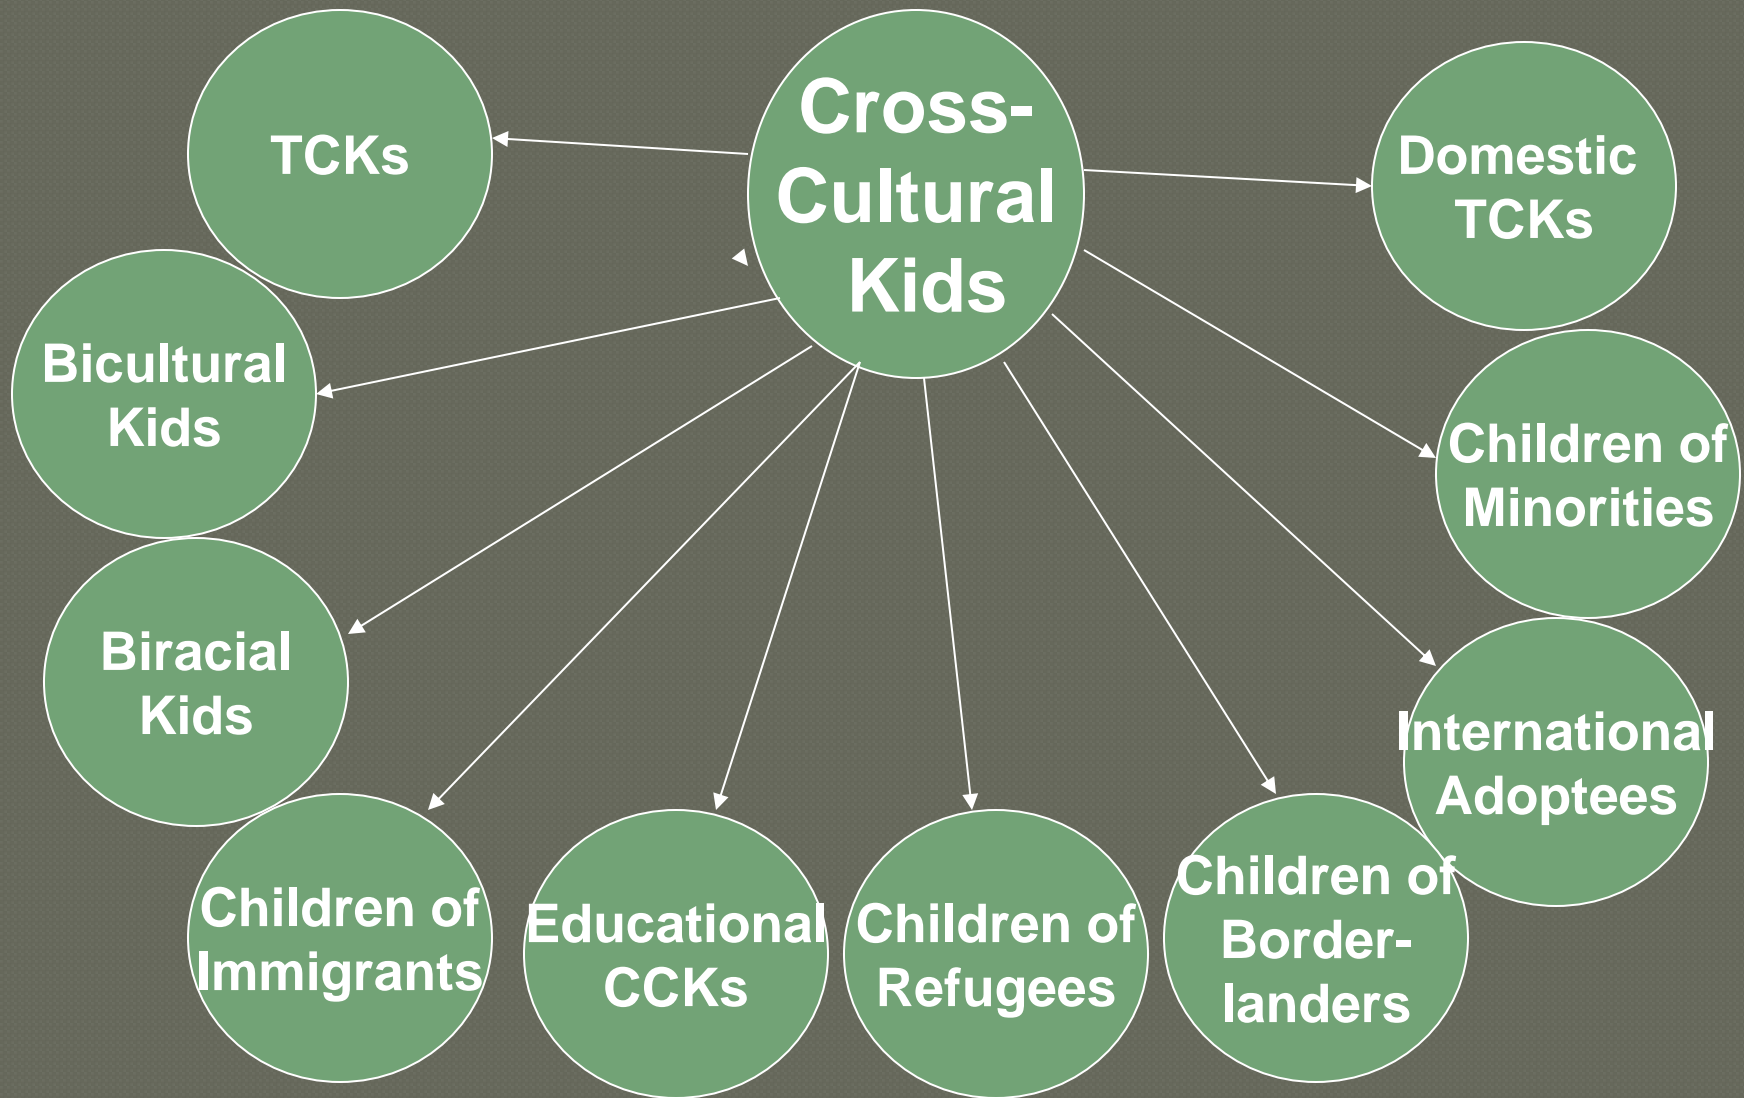 Cross-
Cultural
Kids
TCKs
Domestic
TCKs
Bicultural
Kids
Children of
Minorities
Biracial
Kids
International
Adoptees
Children of
Immigrants
Educational
CCKs
Children of
Refugees
Children of
Border-
landers